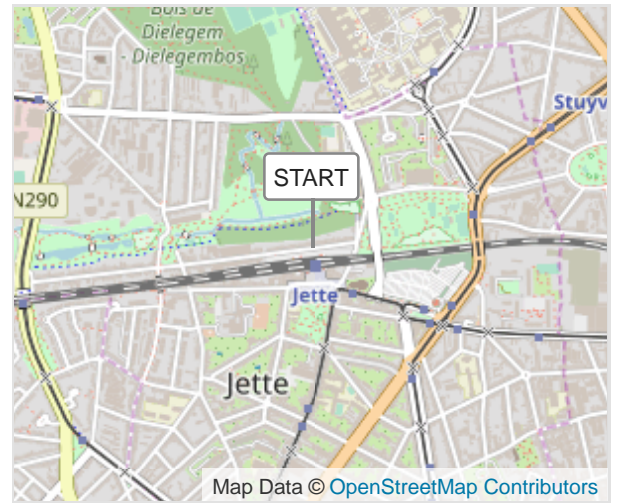 Bois de
Dielegem
- Dielegembos
Stuyv
START
N290
Jette
Jette
Map Data © OpenStreetMap Contributors